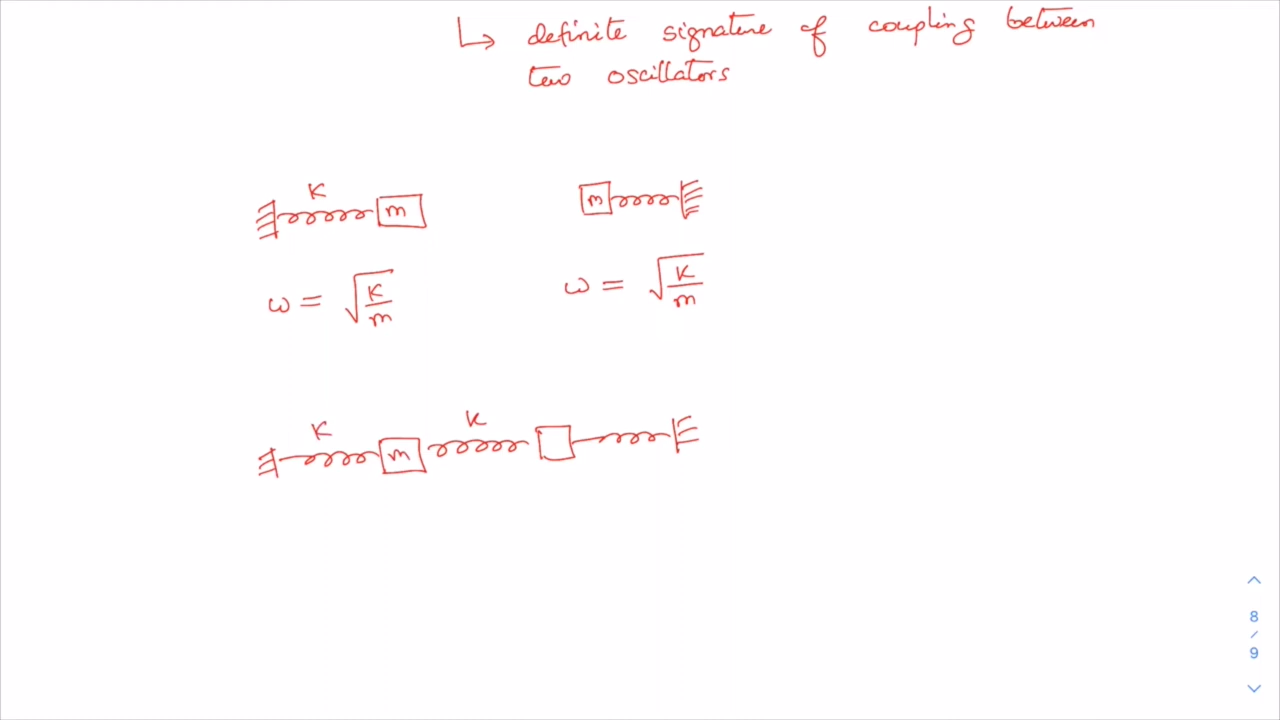 ↳ definite signature of coupling between
two oscillators
K
m
m
ω = √(K/m)
ω = √(K/m)
K
K
m
8
/
9